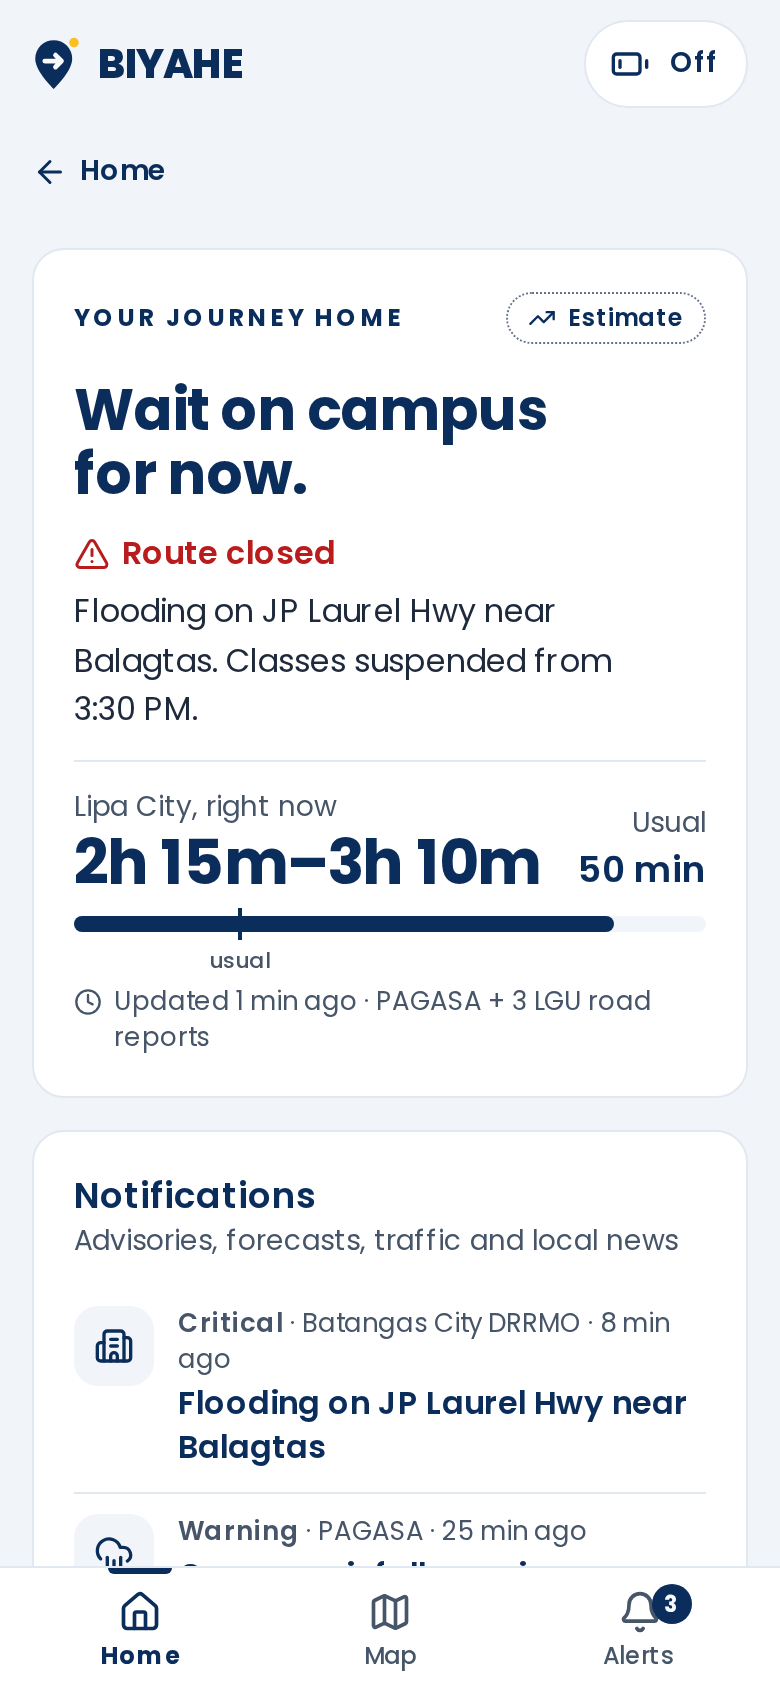 BIYAHE
Off
Home
YOUR JOURNEY HOME
Estimate
Wait on campus
for now.
Route closed
Flooding on JP Laurel Hwy near
Balagtas. Classes suspended from
3:30 PM.
Lipa City, right now
2h 15m–3h 10m
Usual
50 min
usual
Updated 1 min ago · PAGASA + 3 LGU road
reports
Notifications
Advisories, forecasts, traffic and local news
Critical · Batangas City DRRMO · 8 min
ago
Flooding on JP Laurel Hwy near
Balagtas
Warning · PAGASA · 25 min ago
Home
Map
3
Alerts